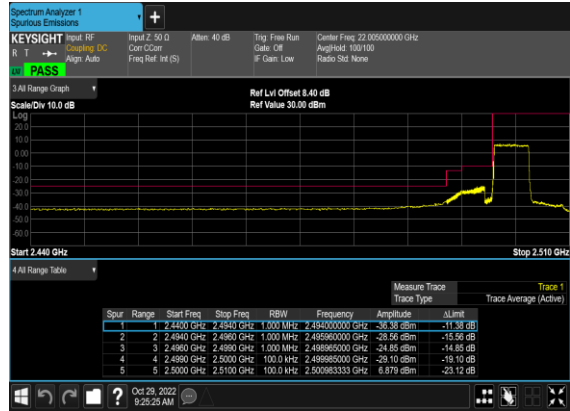 Spectrum Analyzer 1
Spurious Emissions
+
KEYSIGHT Input: RF Input Z: 50 Ω Atten: 40 dB Trig: Free Run Center Freq: 22.005000000 GHz
R T Coupling: DC Corr CCorr Gate: Off Avg|Hold: 100/100
Align: Auto Freq Ref: Int (S) IF Gain: Low Radio Std: None
PASS
3 All Range Graph
Ref Lvl Offset 8.40 dB
Scale/Div 10.0 dB Ref Value 30.00 dBm
Log
20.0
10.0
0.00
-10.0
-20.0
-30.0
-40.0
-50.0
-60.0
Start 2.440 GHz Stop 2.510 GHz
4 All Range Table
Measure Trace Trace 1
Trace Type Trace Average (Active)
Spur Range Start Freq Stop Freq RBW Frequency Amplitude ΔLimit
1 1 2.4400 GHz 2.4940 GHz 1.000 MHz 2.494000000 GHz -36.38 dBm -11.38 dB
2 2 2.4940 GHz 2.4960 GHz 1.000 MHz 2.495960000 GHz -28.56 dBm -15.56 dB
3 3 2.4960 GHz 2.4990 GHz 1.000 MHz 2.498965000 GHz -24.85 dBm -14.85 dB
4 4 2.4990 GHz 2.5000 GHz 100.0 kHz 2.499985000 GHz -29.10 dBm -19.10 dB
5 5 2.5000 GHz 2.5100 GHz 100.0 kHz 2.500983333 GHz 6.879 dBm -23.12 dB
? Oct 29, 2022
9:25:25 AM